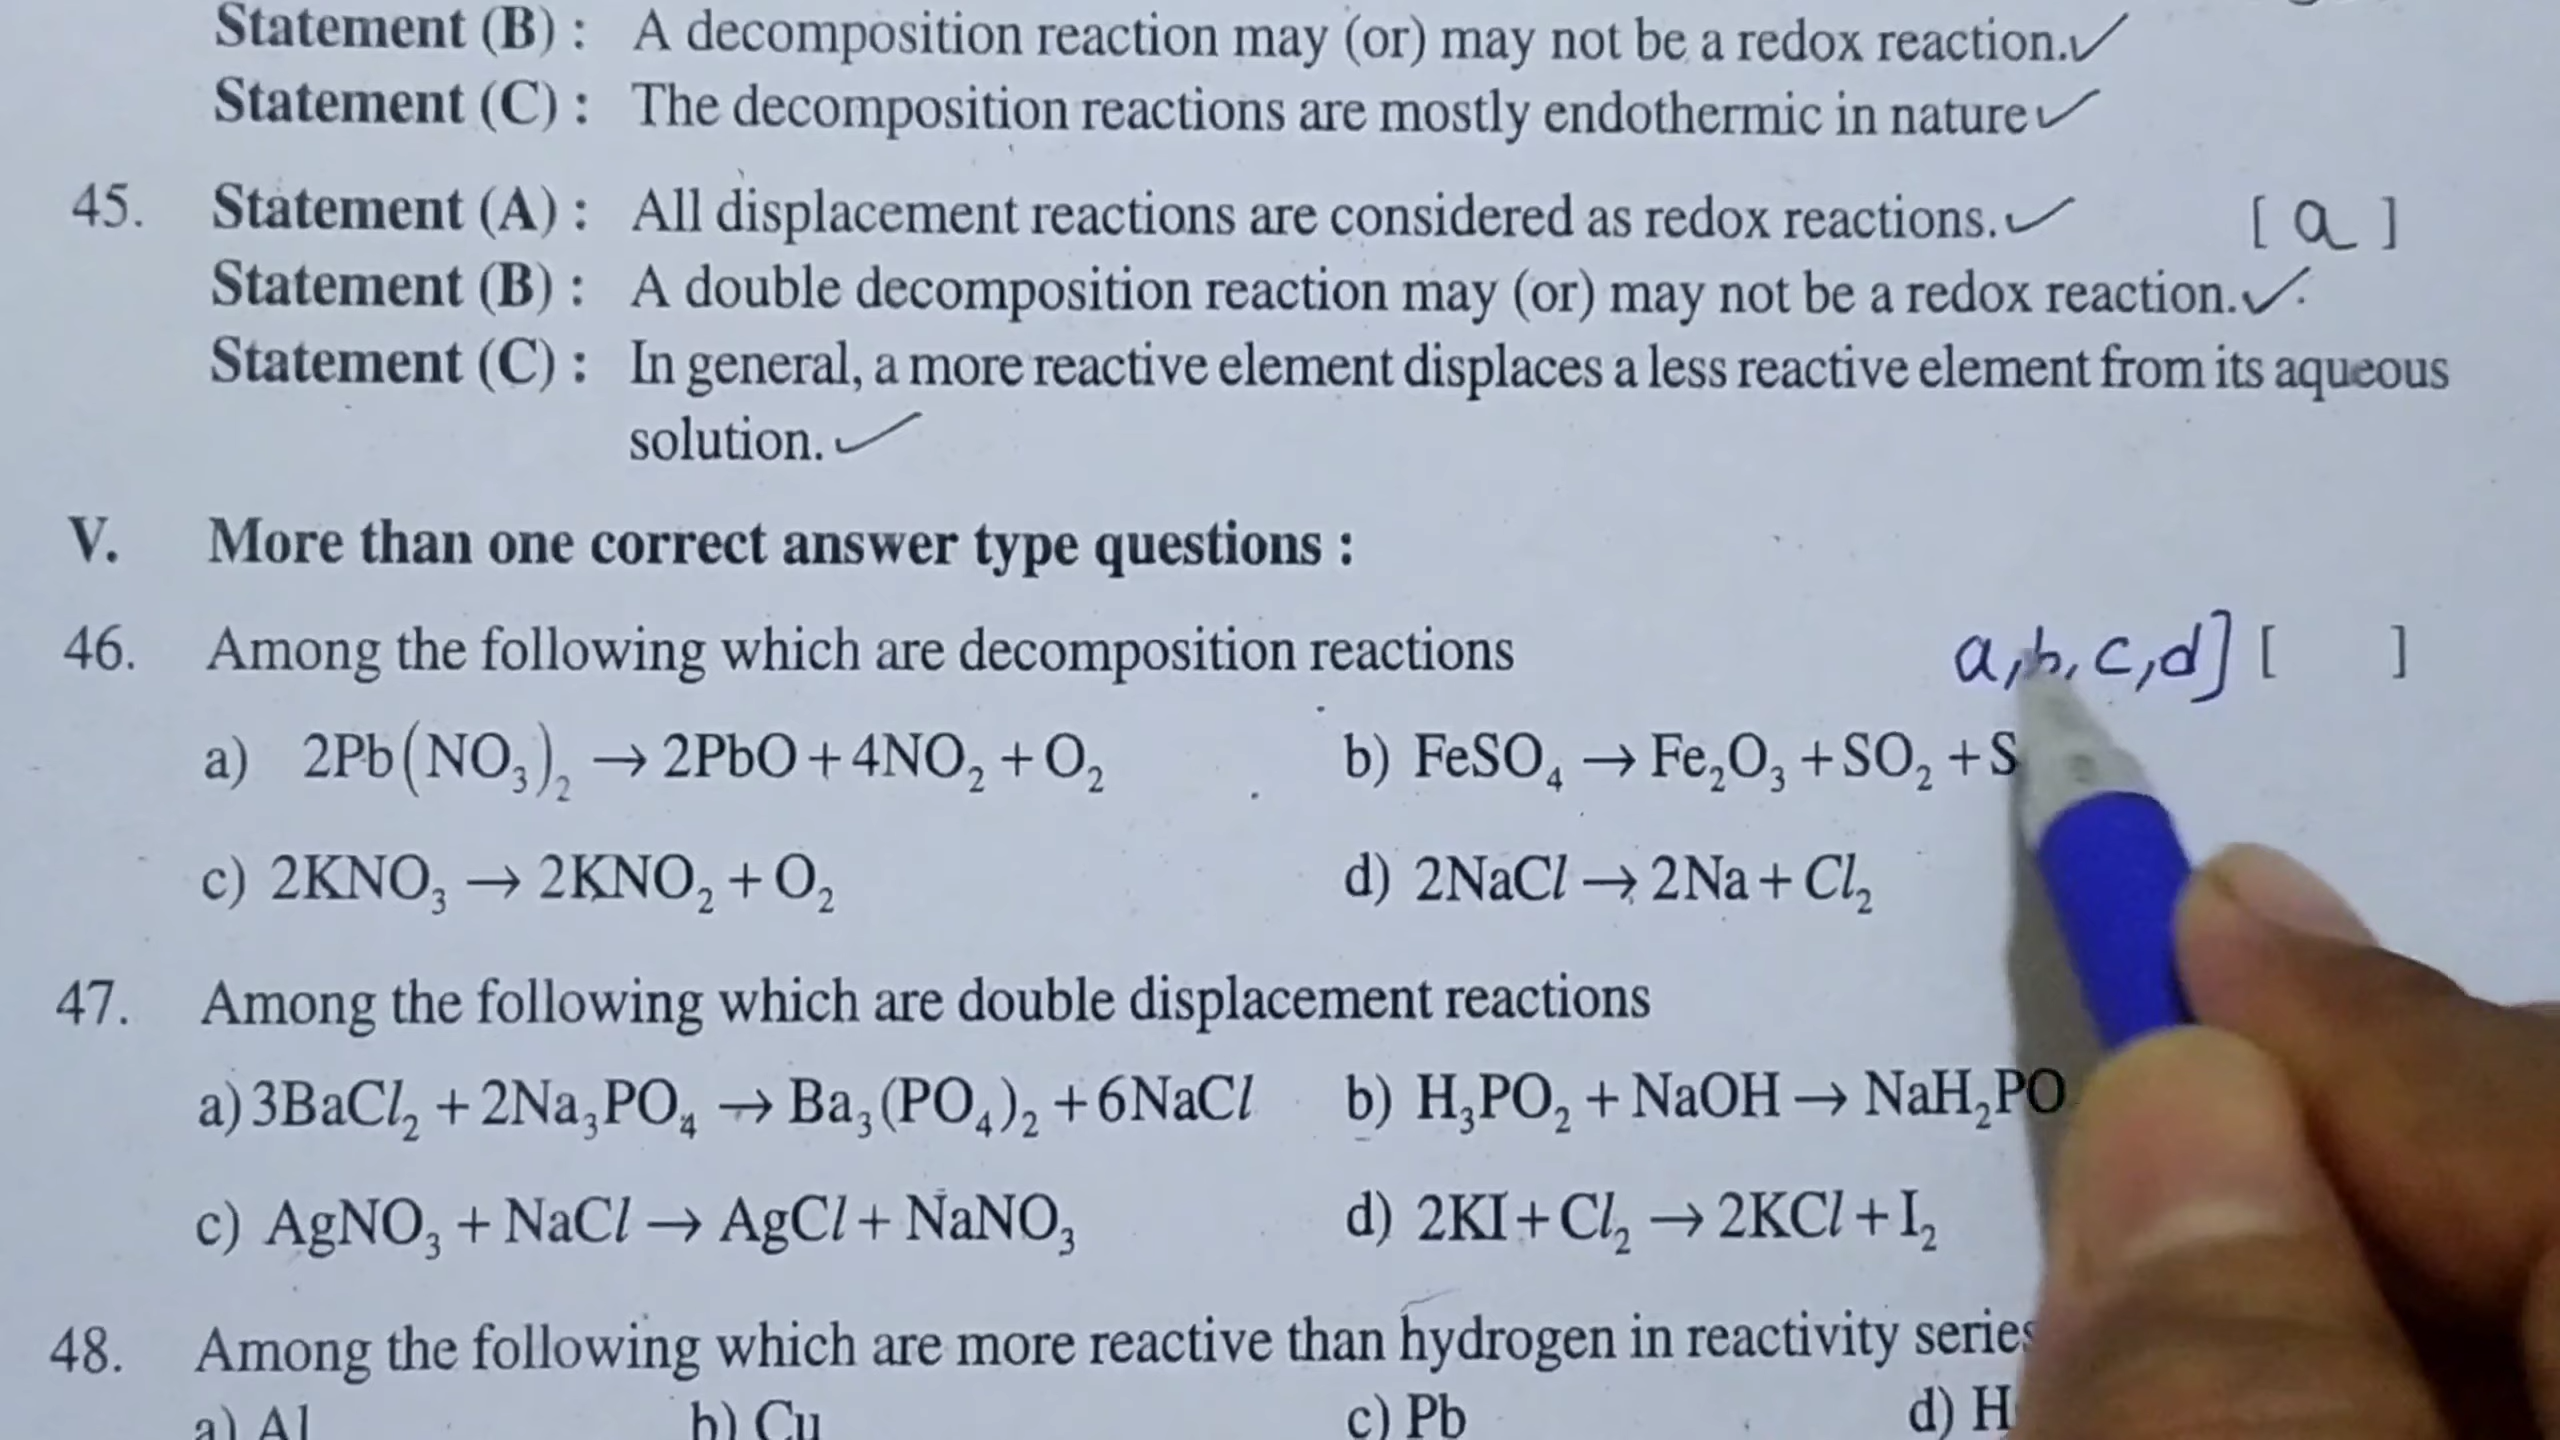 Statement (B) : A decomposition reaction may (or) may not be a redox reaction.✓
Statement (C) : The decomposition reactions are mostly endothermic in nature ✓
45. Statement (A) : All displacement reactions are considered as redox reactions. ✓ [ a ]
Statement (B) : A double decomposition reaction may (or) may not be a redox reaction. ✓
Statement (C) : In general, a more reactive element displaces a less reactive element from its aqueous
solution. ✓
V. More than one correct answer type questions :
46. Among the following which are decomposition reactions a, b, c, d] [ ]
a) 2Pb(NO₃)₂ → 2PbO + 4NO₂ + O₂ b) FeSO₄ → Fe₂O₃ + SO₂ + S
c) 2KNO₃ → 2KNO₂ + O₂ d) 2NaCl → 2Na + Cl₂
47. Among the following which are double displacement reactions
a) 3BaCl₂ + 2Na₃PO₄ → Ba₃(PO₄)₂ + 6NaCl b) H₃PO₂ + NaOH → NaH₂PO
c) AgNO₃ + NaCl → AgCl + NaNO₃ d) 2KI + Cl₂ → 2KCl + I₂
48. Among the following which are more reactive than hydrogen in reactivity series
a) Al b) Cu c) Pb d) H